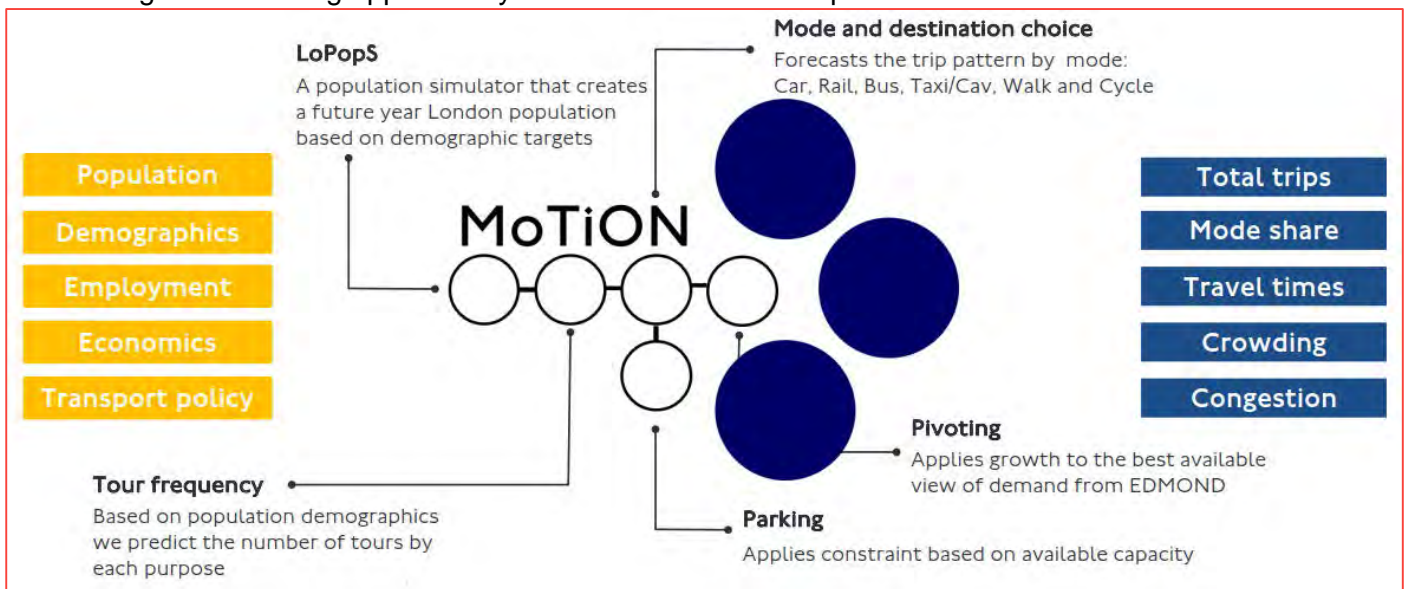 LoPopS
A population simulator that creates
a future year London population
based on demographic targets
Mode and destination choice
Forecasts the trip pattern by mode:
Car, Rail, Bus, Taxi/Cav, Walk and Cycle
Population
Demographics
Employment
Economics
Transport policy
MoTiON
Total trips
Mode share
Travel times
Crowding
Congestion
Tour frequency
Based on population demographics
we predict the number of tours by
each purpose
Pivoting
Applies growth to the best available
view of demand from EDMOND
Parking
Applies constraint based on available capacity